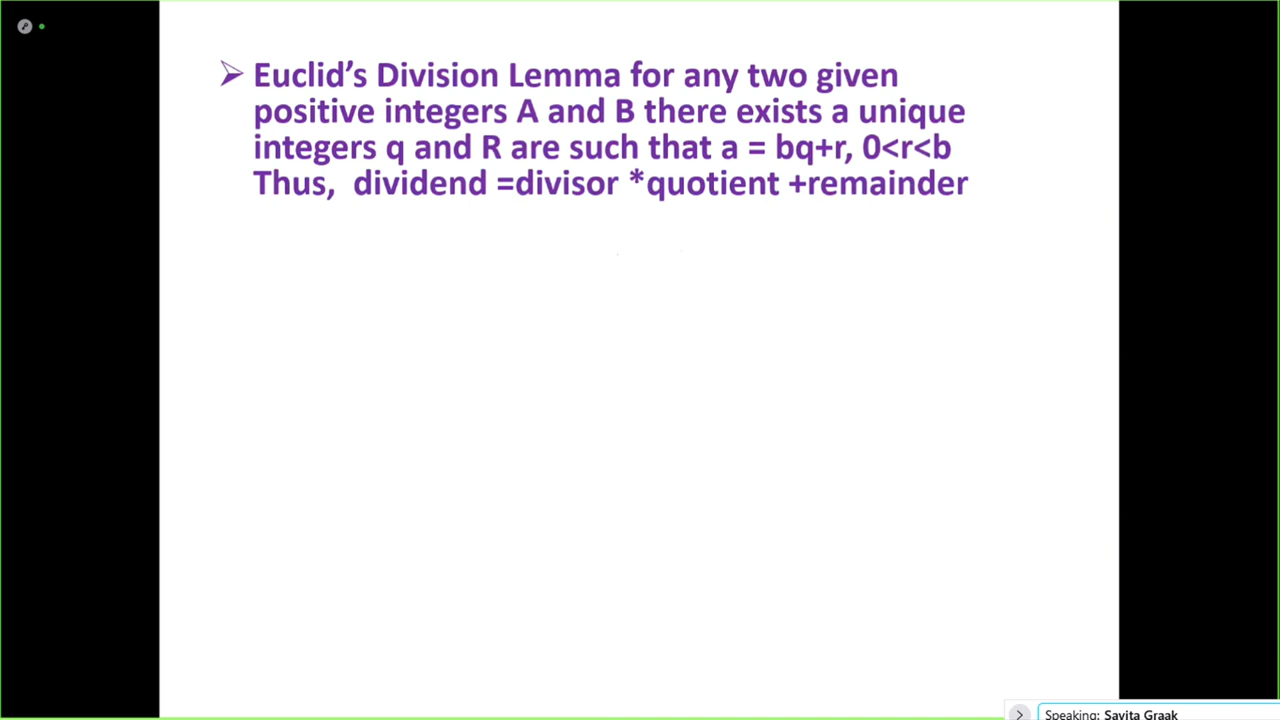 Euclid’s Division Lemma for any two given
positive integers A and B there exists a unique
integers q and R are such that a = bq+r, 0<r<b
Thus,  dividend =divisor *quotient +remainder
Speaking: Savita Graak